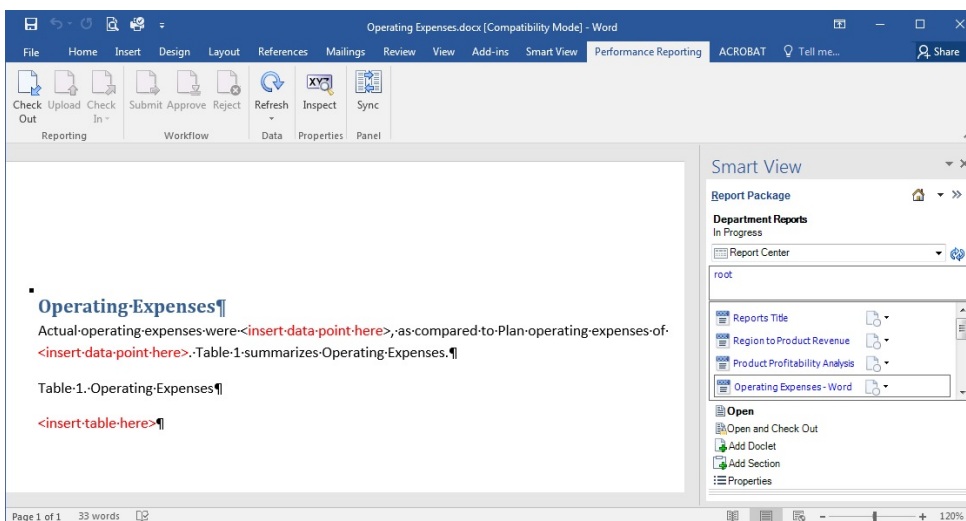 Operating Expenses.docx [Compatibility Mode] - Word
File Home Insert Design Layout References Mailings Review View Add-ins Smart View Performance Reporting ACROBAT Tell me... Share
Check Out Upload Check In Submit Approve Reject Refresh Inspect Sync
Reporting Workflow Data Properties Panel
Smart View
Report Package
Department Reports
In Progress
Report Center
root
Reports Title
Region to Product Revenue
Product Profitability Analysis
Operating Expenses - Word
Open
Open and Check Out
Add Doclet
Add Section
Properties
Operating·Expenses¶
Actual·operating·expenses·were·<insert·data·point·here>,·as·compared·to·Plan·operating·expenses·of·
<insert·data·point·here>.·Table·1·summarizes·Operating·Expenses.¶
Table·1.·Operating·Expenses¶
<insert·table·here>¶
Page 1 of 1 33 words 120%